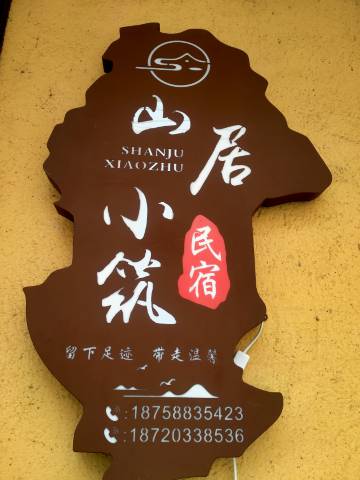 山居
SHANJU
XIAOZHU
小筑
民宿
留下足迹 带走温馨
:18758835423
:18720338536